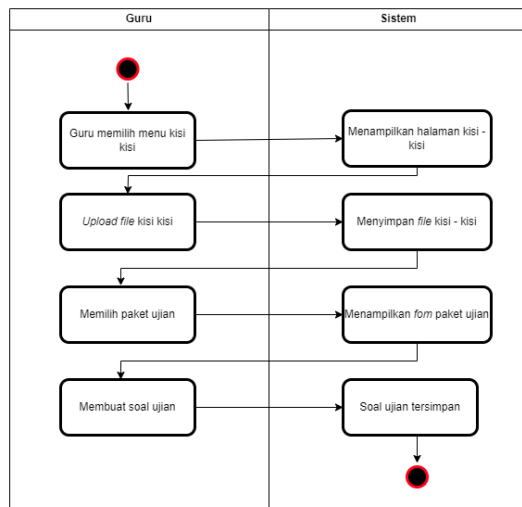 Guru
Sistem
Guru memilih menu kisi
kisi
Menampilkan halaman kisi -
kisi
Upload file kisi kisi
Menyimpan file kisi - kisi
Memilih paket ujian
Menampilkan fom paket ujian
Membuat soal ujian
Soal ujian tersimpan